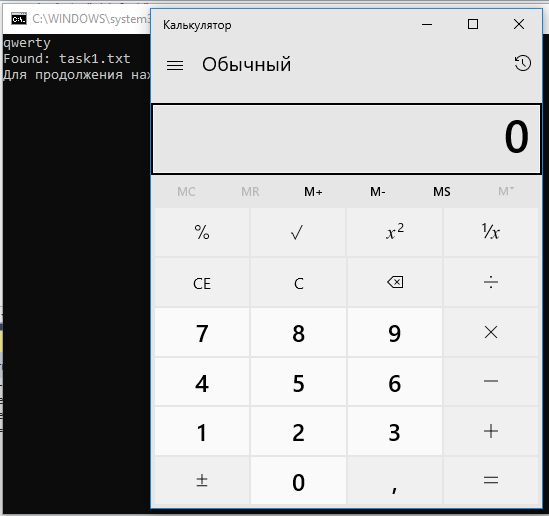 C:\WINDOWS\system3
qwerty
Found: task1.txt
Для продолжения
Калькулятор
Обычный
0
MC MR M+ M- MS M˅
% √ x² ¹/x
CE C ÷
7 8 9 ×
4 5 6 −
1 2 3 +
± 0 , =